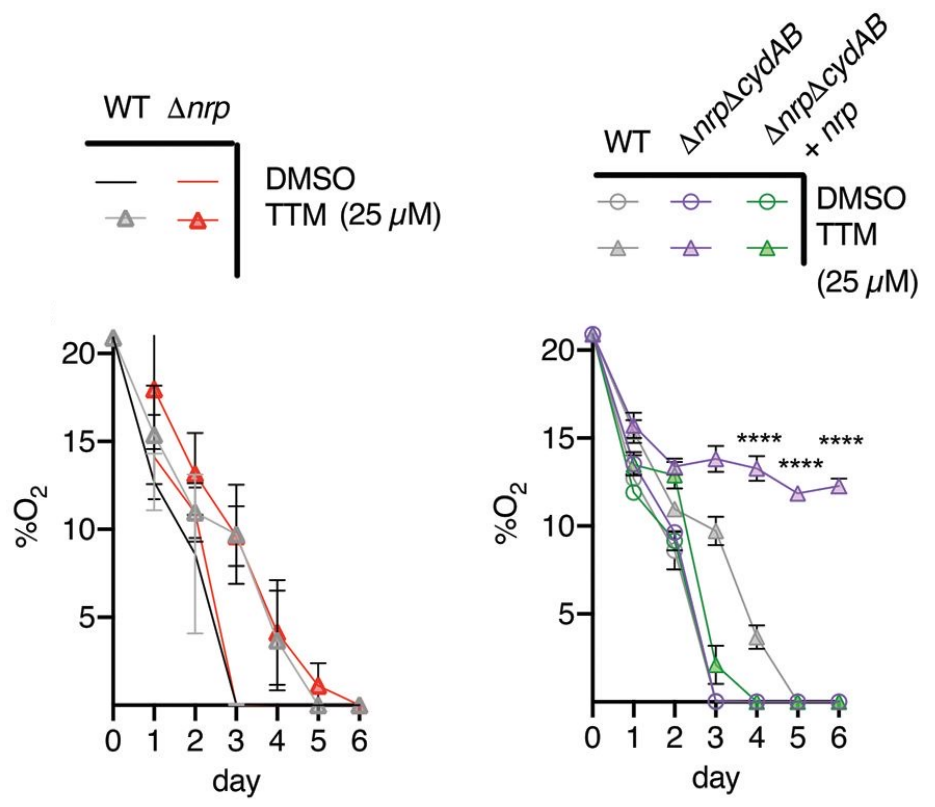 WT Δnrp
DMSO
TTM (25 μM)
%O2
20
15
10
5
0 1 2 3 4 5 6
day
WT
ΔnrpΔcydAB
ΔnrpΔcydAB
+ nrp
DMSO
TTM
(25 μM)
%O2
20
15
10
5
****
****
****
0 1 2 3 4 5 6
day